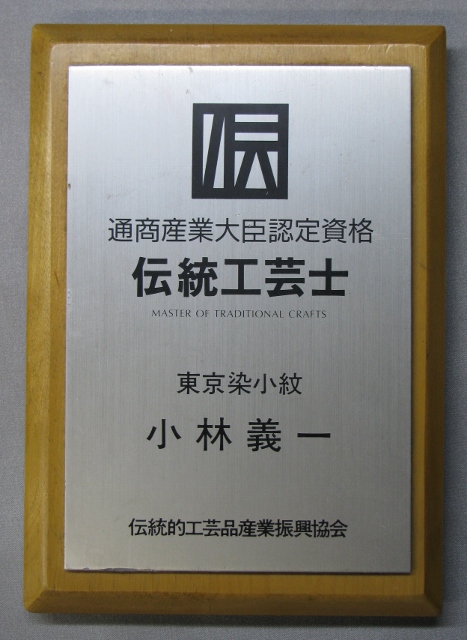 伝
通商産業大臣認定資格
伝統工芸士
MASTER OF TRADITIONAL CRAFTS
東京染小紋
小林義一
伝統的工芸品産業振興協会